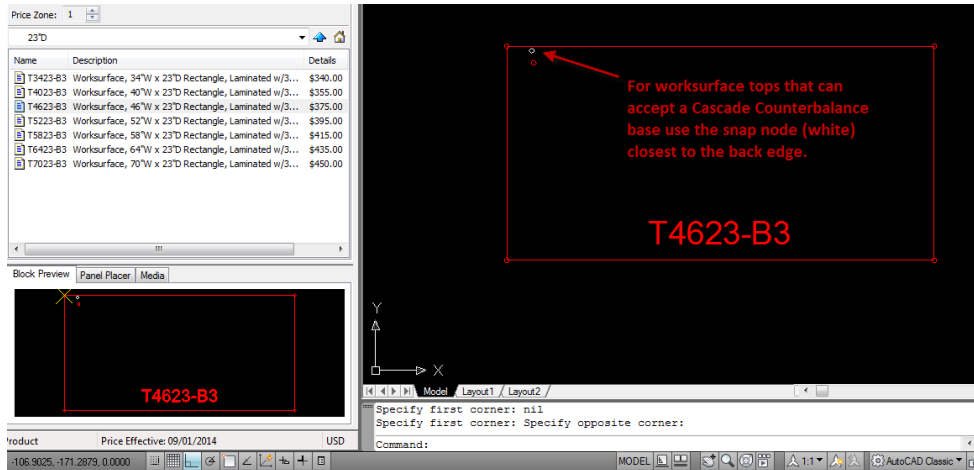 Price Zone: 1
23"D
Name Description Details
T3423-B3 Worksurface, 34"W x 23"D Rectangle, Laminated w/3... $340.00
T4023-B3 Worksurface, 40"W x 23"D Rectangle, Laminated w/3... $355.00
T4623-B3 Worksurface, 46"W x 23"D Rectangle, Laminated w/3... $375.00
T5223-B3 Worksurface, 52"W x 23"D Rectangle, Laminated w/3... $395.00
T5823-B3 Worksurface, 58"W x 23"D Rectangle, Laminated w/3... $415.00
T6423-B3 Worksurface, 64"W x 23"D Rectangle, Laminated w/3... $435.00
T7023-B3 Worksurface, 70"W x 23"D Rectangle, Laminated w/3... $450.00
Block Preview Panel Placer Media
T4623-B3
roduct Price Effective: 09/01/2014 USD
For worksurface tops that can
accept a Cascade Counterbalance
base use the snap node (white)
closest to the back edge.
T4623-B3
Y
X
Model Layout1 Layout2
Specify first corner: nil
Specify first corner: Specify opposite corner:
Command:
-106.9025, -171.2879, 0.0000 MODEL 1:1 AutoCAD Classic